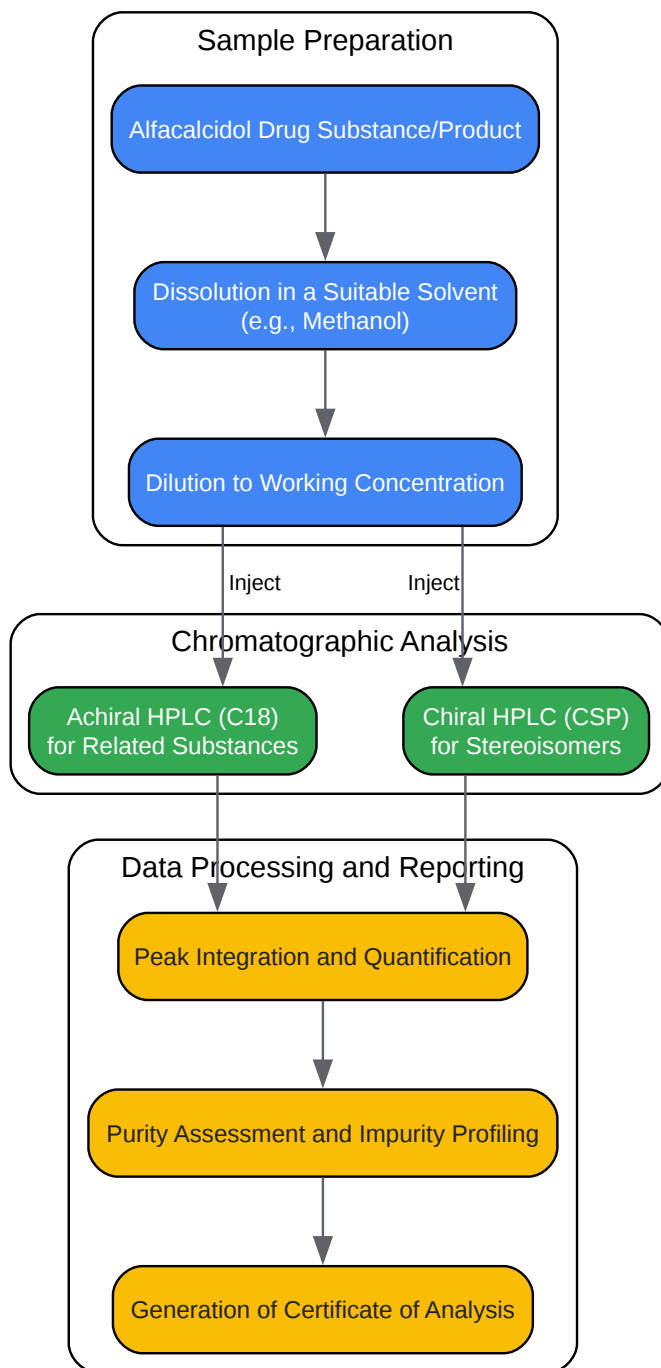 Sample Preparation
Alfacalcidol Drug Substance/Product
Dissolution in a Suitable Solvent
(e.g., Methanol)
Dilution to Working Concentration
Inject
Inject
Chromatographic Analysis
Achiral HPLC (C18)
for Related Substances
Chiral HPLC (CSP)
for Stereoisomers
Data Processing and Reporting
Peak Integration and Quantification
Purity Assessment and Impurity Profiling
Generation of Certificate of Analysis